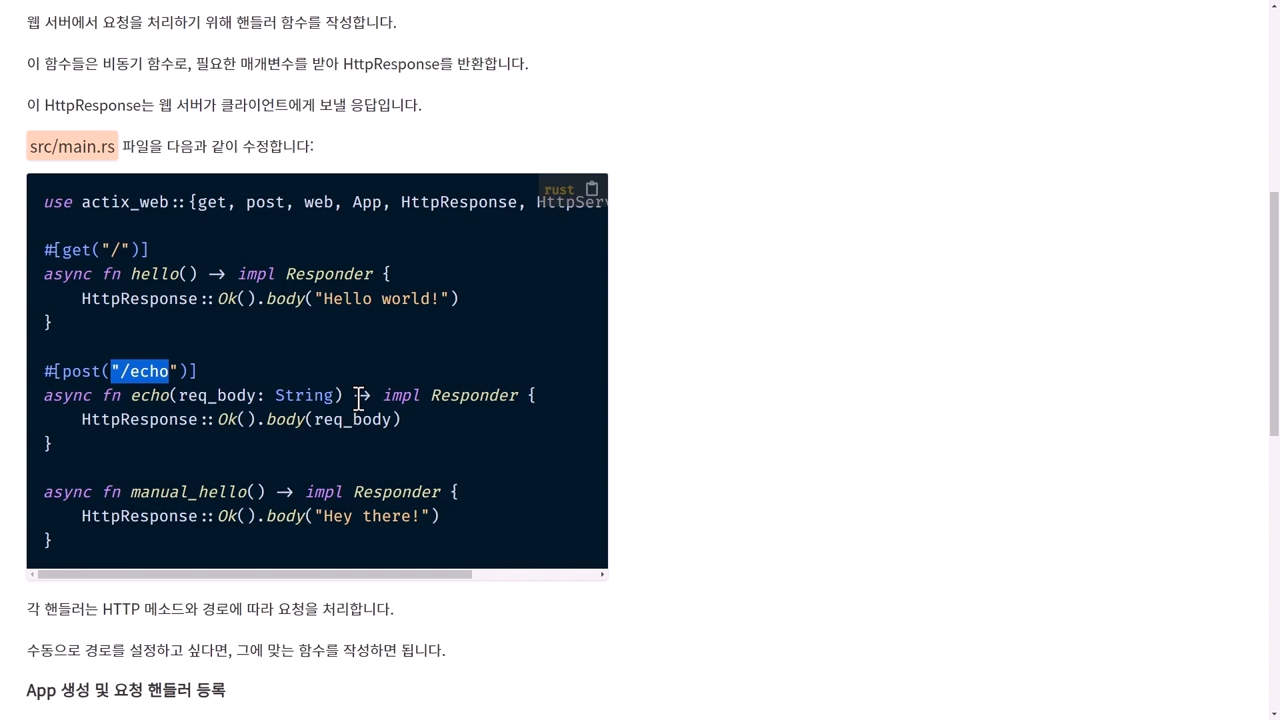 웹 서버에서 요청을 처리하기 위해 핸들러 함수를 작성합니다.
이 함수들은 비동기 함수로, 필요한 매개변수를 받아 HttpResponse를 반환합니다.
이 HttpResponse는 웹 서버가 클라이언트에게 보낼 응답입니다.
src/main.rs 파일을 다음과 같이 수정합니다:
rust
use actix_web::{get, post, web, App, HttpResponse, HttpServ
#[get("/")]
async fn hello() -> impl Responder {
    HttpResponse::Ok().body("Hello world!")
}
#[post("/echo")]
async fn echo(req_body: String) -> impl Responder {
    HttpResponse::Ok().body(req_body)
}
async fn manual_hello() -> impl Responder {
    HttpResponse::Ok().body("Hey there!")
}
각 핸들러는 HTTP 메소드와 경로에 따라 요청을 처리합니다.
수동으로 경로를 설정하고 싶다면, 그에 맞는 함수를 작성하면 됩니다.
App 생성 및 요청 핸들러 등록